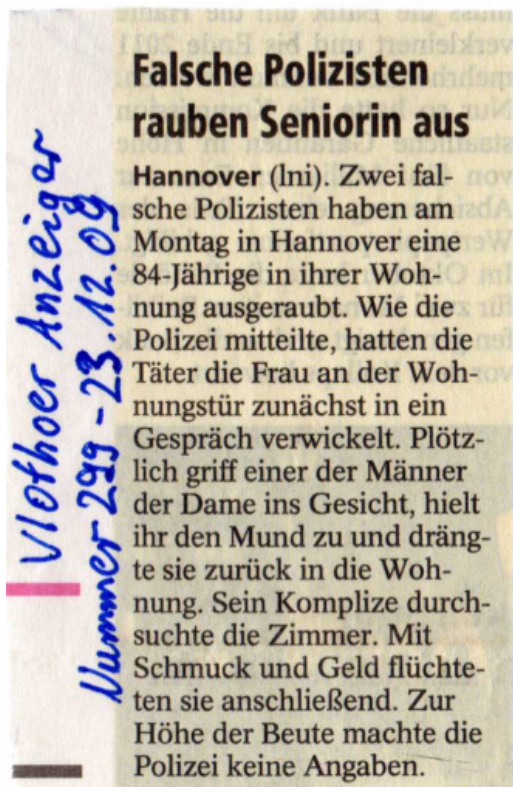 Falsche Polizisten
rauben Seniorin aus
Hannover (lni). Zwei fal-
sche Polizisten haben am
Montag in Hannover eine
84-Jährige in ihrer Woh-
nung ausgeraubt. Wie die
Polizei mitteilte, hatten die
Täter die Frau an der Woh-
nungstür zunächst in ein
Gespräch verwickelt. Plötz-
lich griff einer der Männer
der Dame ins Gesicht, hielt
ihr den Mund zu und dräng-
te sie zurück in die Woh-
nung. Sein Komplize durch-
suchte die Zimmer. Mit
Schmuck und Geld flüchte-
ten sie anschließend. Zur
Höhe der Beute machte die
Polizei keine Angaben.
Vlothoer Anzeiger
Nummer 299 - 23.12.09